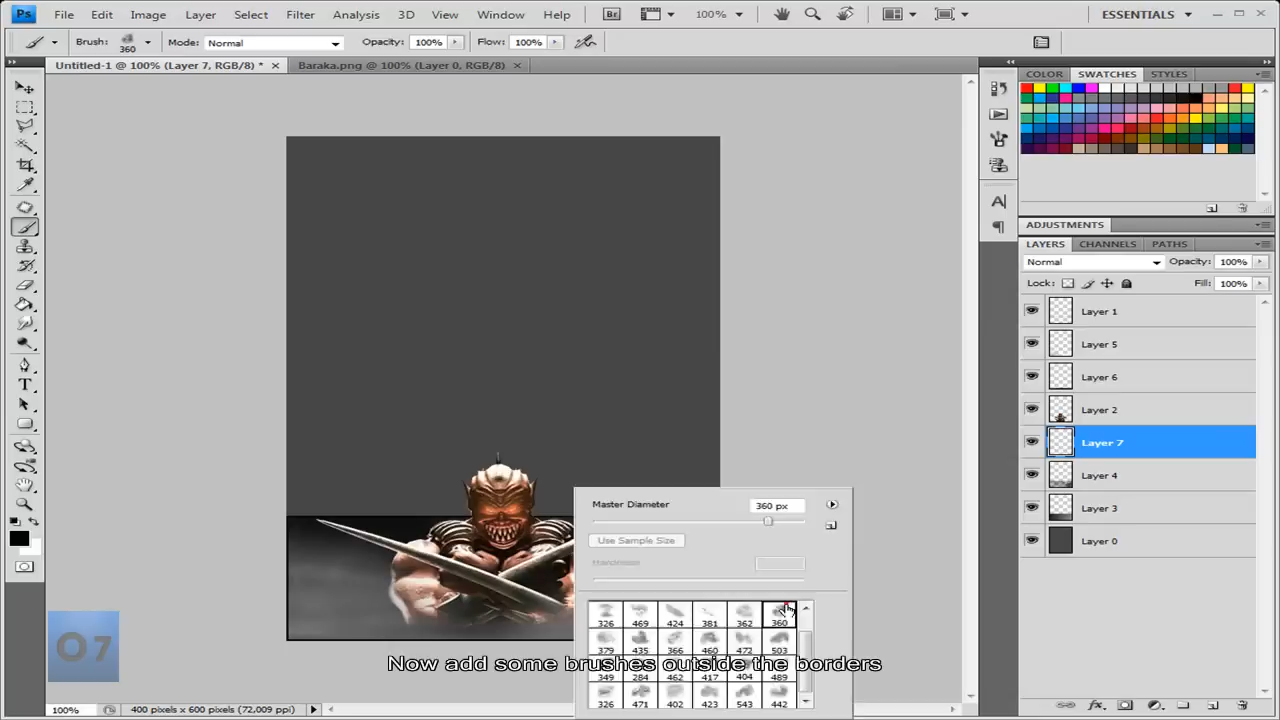 Ps File Edit Image Layer Select Filter Analysis 3D View Window Help Br 100% ESSENTIALS
Brush: 360 Mode: Normal Opacity: 100% Flow: 100%
Untitled-1 @ 100% (Layer 7, RGB/8) * × Baraka.png @ 100% (Layer 0, RGB/8) ×
COLOR SWATCHES STYLES
ADJUSTMENTS
LAYERS CHANNELS PATHS
Normal Opacity: 100%
Lock: Fill: 100%
Layer 1
Layer 5
Layer 6
Layer 2
Layer 7
Layer 4
Layer 3
Layer 0
Master Diameter 360 px
Use Sample Size
Hardness
326 469 424 381 362 360
379 435 366 460 472 503
349 284 462 417 404 489
326 471 402 423 543 442
07
Now add some brushes outside the borders
100% 400 pixels x 600 pixels (72,009 ppi)